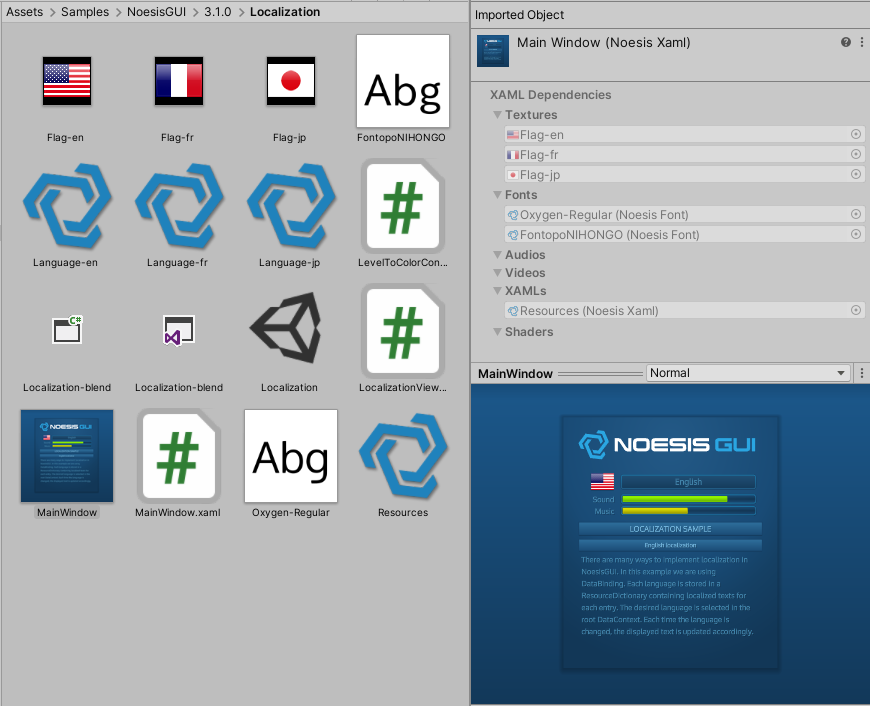 Assets > Samples > NoesisGUI > 3.1.0 > Localization
Flag-en
Flag-fr
Flag-jp
Abg
FontopoNIHONGO
Language-en
Language-fr
Language-jp
#
LevelToColorCon...
C#
Localization-blend
Localization-blend
Localization
#
LocalizationView...
MainWindow
#
MainWindow.xaml
Abg
Oxygen-Regular
Resources
Imported Object
Main Window (Noesis Xaml)
XAML Dependencies
Textures
Flag-en
Flag-fr
Flag-jp
Fonts
Oxygen-Regular (Noesis Font)
FontopoNIHONGO (Noesis Font)
Audios
Videos
XAMLs
Resources (Noesis Xaml)
Shaders
MainWindow
Normal
NOESIS GUI
English
Sound
Music
LOCALIZATION SAMPLE
English localization
There are many ways to implement localization in
NoesisGUI. In this example we are using
DataBinding. Each language is stored in a
ResourceDictionary containing localized texts for
each entry. The desired language is selected in the
root DataContext. Each time the language is
changed, the displayed text is updated accordingly.